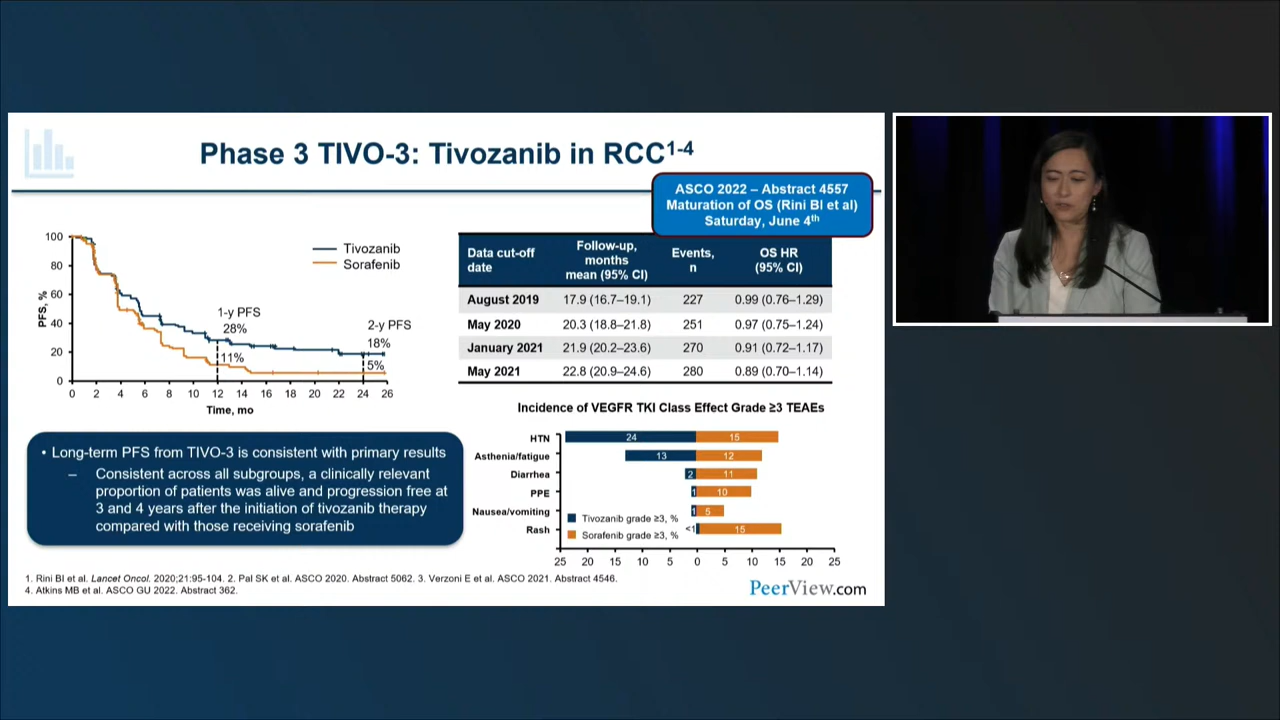 Phase 3 TIVO-3: Tivozanib in RCC1-4
ASCO 2022 – Abstract 4557
Maturation of OS (Rini BI et al)
Saturday, June 4th
Tivozanib
Sorafenib
100
80
60
40
20
0
PFS, %
1-y PFS
28%
11%
2-y PFS
18%
5%
0 2 4 6 8 10 12 14 16 18 20 22 24 26
Time, mo
Data cut-off date Follow-up, months mean (95% CI) Events, n OS HR (95% CI)
August 2019 17.9 (16.7–19.1) 227 0.99 (0.76–1.29)
May 2020 20.3 (18.8–21.8) 251 0.97 (0.75–1.24)
January 2021 21.9 (20.2–23.6) 270 0.91 (0.72–1.17)
May 2021 22.8 (20.9–24.6) 280 0.89 (0.70–1.14)
• Long-term PFS from TIVO-3 is consistent with primary results
– Consistent across all subgroups, a clinically relevant
proportion of patients was alive and progression free at
3 and 4 years after the initiation of tivozanib therapy
compared with those receiving sorafenib
Incidence of VEGFR TKI Class Effect Grade ≥3 TEAEs
HTN 24 15
Asthenia/fatigue 13 12
Diarrhea 2 11
PPE 1 10
Nausea/vomiting 1 5
Rash <1 15
Tivozanib grade ≥3, %
Sorafenib grade ≥3, %
25 20 15 10 5 0 5 10 15 20 25
1. Rini BI et al. Lancet Oncol. 2020;21:95-104. 2. Pal SK et al. ASCO 2020. Abstract 5062. 3. Verzoni E et al. ASCO 2021. Abstract 4546.
4. Atkins MB et al. ASCO GU 2022. Abstract 362.
PeerView.com